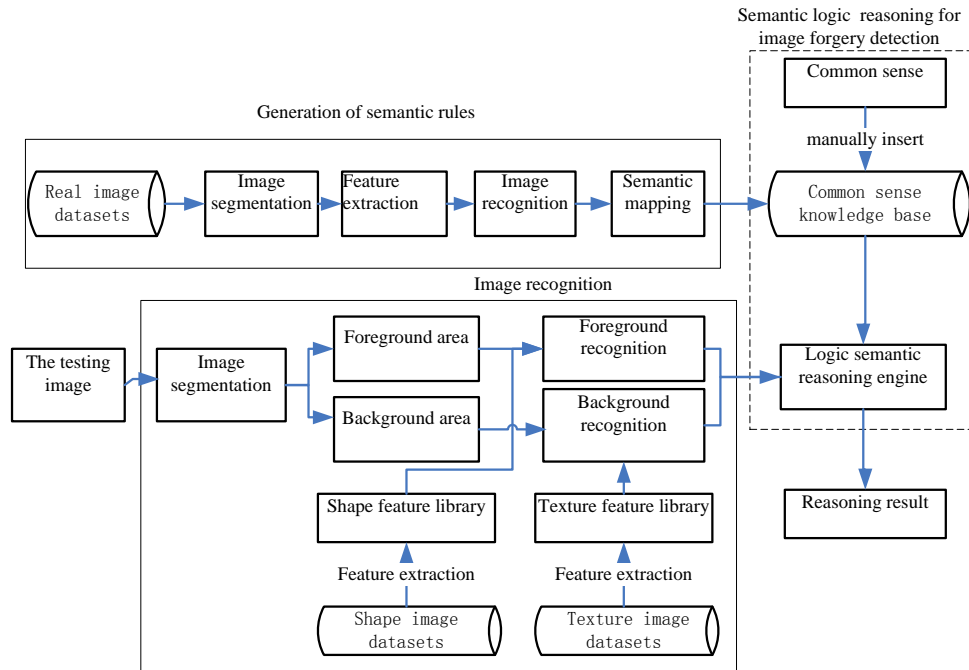 Semantic logic reasoning for
image forgery detection
Common sense
manually insert
Common sense
knowledge base
Generation of semantic rules
Real image
datasets
Image
segmentation
Feature
extraction
Image
recognition
Semantic
mapping
Image recognition
The testing
image
Image
segmentation
Foreground area
Background area
Foreground
recognition
Background
recognition
Logic semantic
reasoning engine
Shape feature library
Texture feature library
Reasoning result
Feature extraction
Feature extraction
Shape image
datasets
Texture image
datasets